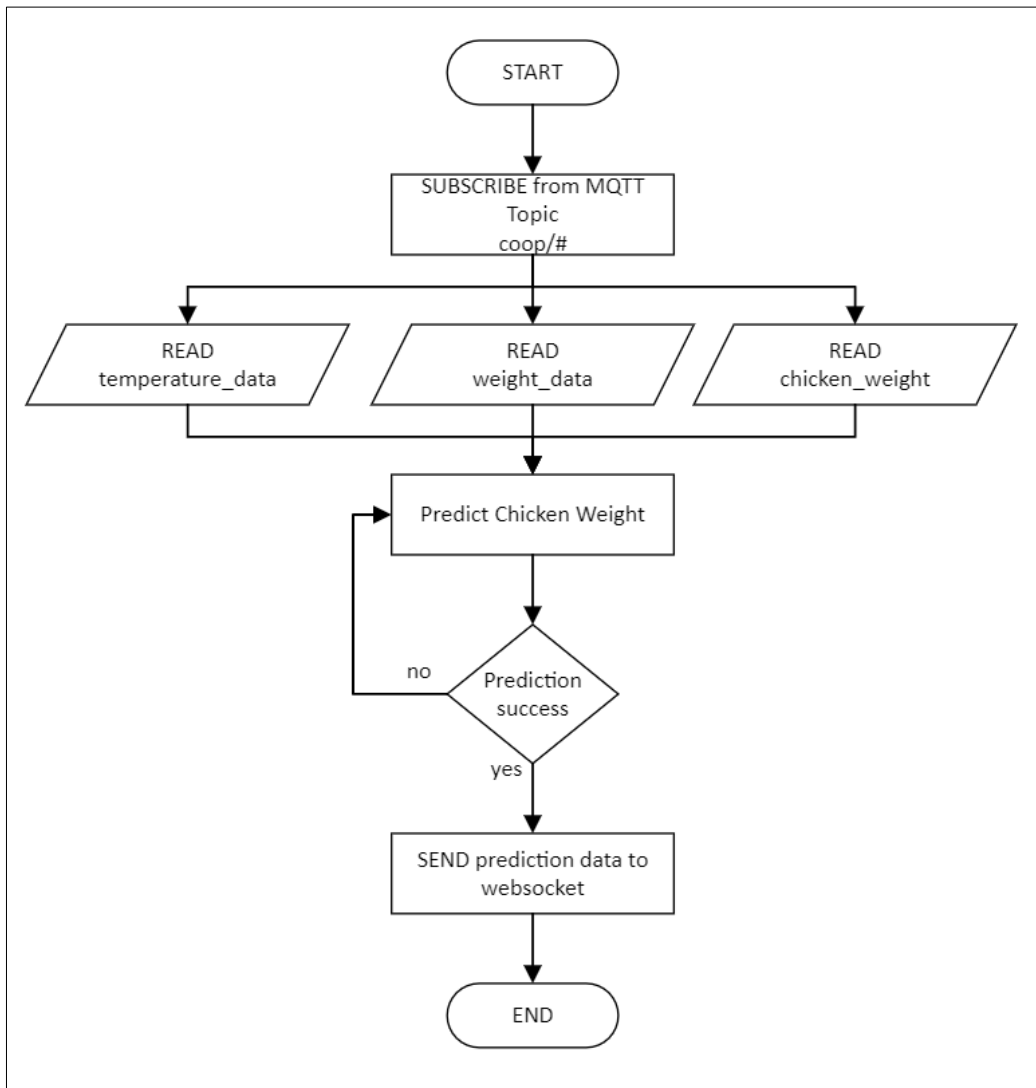 START
SUBSCRIBE from MQTT
Topic
coop/#
READ
temperature_data
READ
weight_data
READ
chicken_weight
Predict Chicken Weight
no
Prediction
success
yes
SEND prediction data to
websocket
END